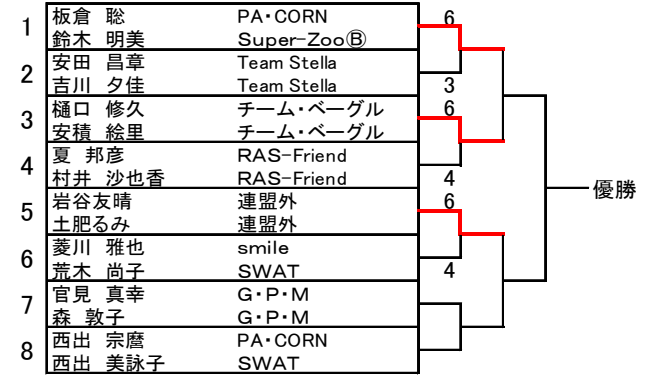 1 板倉 聡 PA・CORN 6
鈴木 明美 Super-ZooⒷ
2 安田 昌章 Team Stella
吉川 夕佳 Team Stella 3
3 樋口 修久 チーム・ベーグル 6
安積 絵里 チーム・ベーグル
4 夏 邦彦 RAS-Friend
村井 沙也香 RAS-Friend 4
優勝
5 岩谷友晴 連盟外 6
土肥るみ 連盟外
6 菱川 雅也 smile
荒木 尚子 SWAT 4
7 官見 真幸 G・P・M
森 敦子 G・P・M
8 西出 宗麿 PA・CORN
西出 美詠子 SWAT